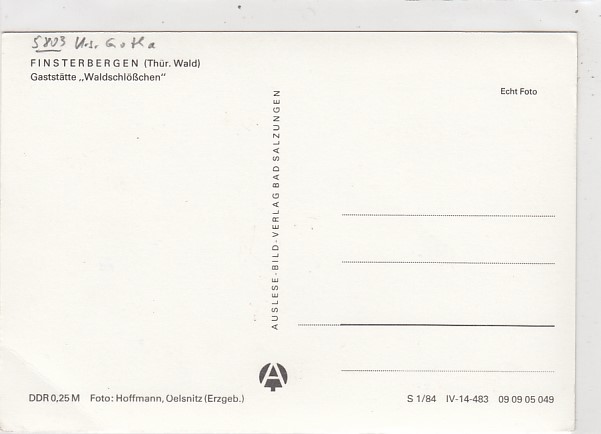 5803 Krs. Gotha
FINSTERBERGEN (Thür. Wald)
Gaststätte „Waldschlößchen"
Echt Foto
AUSLESE-BILD-VERLAG BAD SALZUNGEN
A
DDR 0,25 M Foto: Hoffmann, Oelsnitz (Erzgeb.)
S 1/84 IV-14-483 09 09 05 049